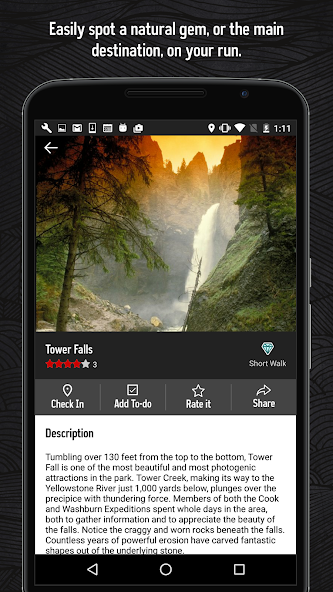 Easily spot a natural gem, or the main
destination, on your run.
1:11
Tower Falls
3
Short Walk
Check In
Add To-do
Rate it
Share
Description
Tumbling over 130 feet from the top to the bottom, Tower
Fall is one of the most beautiful and most photogenic
attractions in the park. Tower Creek, making its way to the
Yellowstone River just 1,000 yards below, plunges over the
precipice with thundering force. Members of both the Cook
and Washburn Expeditions spent whole days in the area,
both to gather information and to appreciate the beauty of
the falls. Notice the craggy and worn rocks beneath the falls.
Countless years of powerful erosion have carved fantastic
shapes out of the underlying stone.